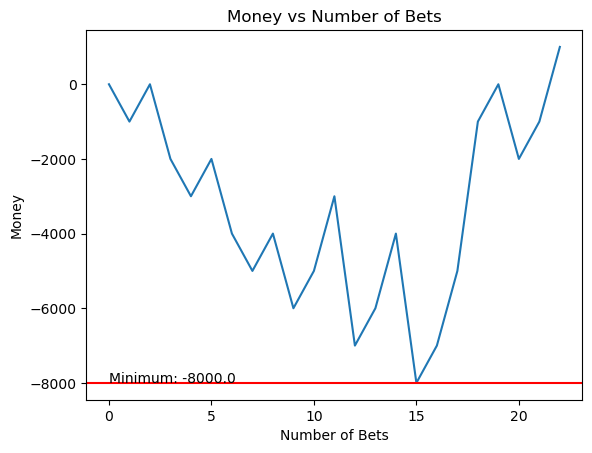 Money vs Number of Bets
Money
0
−2000
−4000
−6000
−8000
Minimum: -8000.0
0 5 10 15 20
Number of Bets